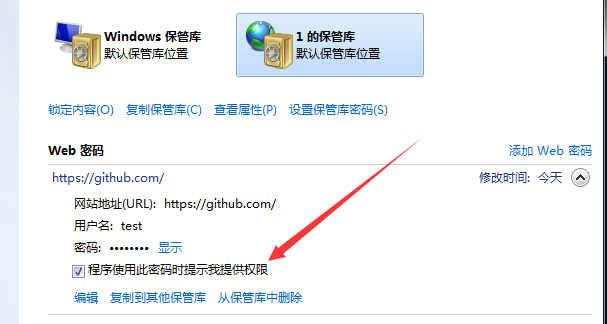 Windows 保管库
默认保管库位置
1 的保管库
默认保管库位置
锁定内容(O) 复制保管库(C) 查看属性(P) 设置保管库密码(S)
Web 密码 添加 Web 密码
https://github.com/ 修改时间: 今天
网站地址(URL): https://github.com/
用户名: test
密码: •••••••• 显示
程序使用此密码时提示我提供权限
编辑 复制到其他保管库 从保管库中删除